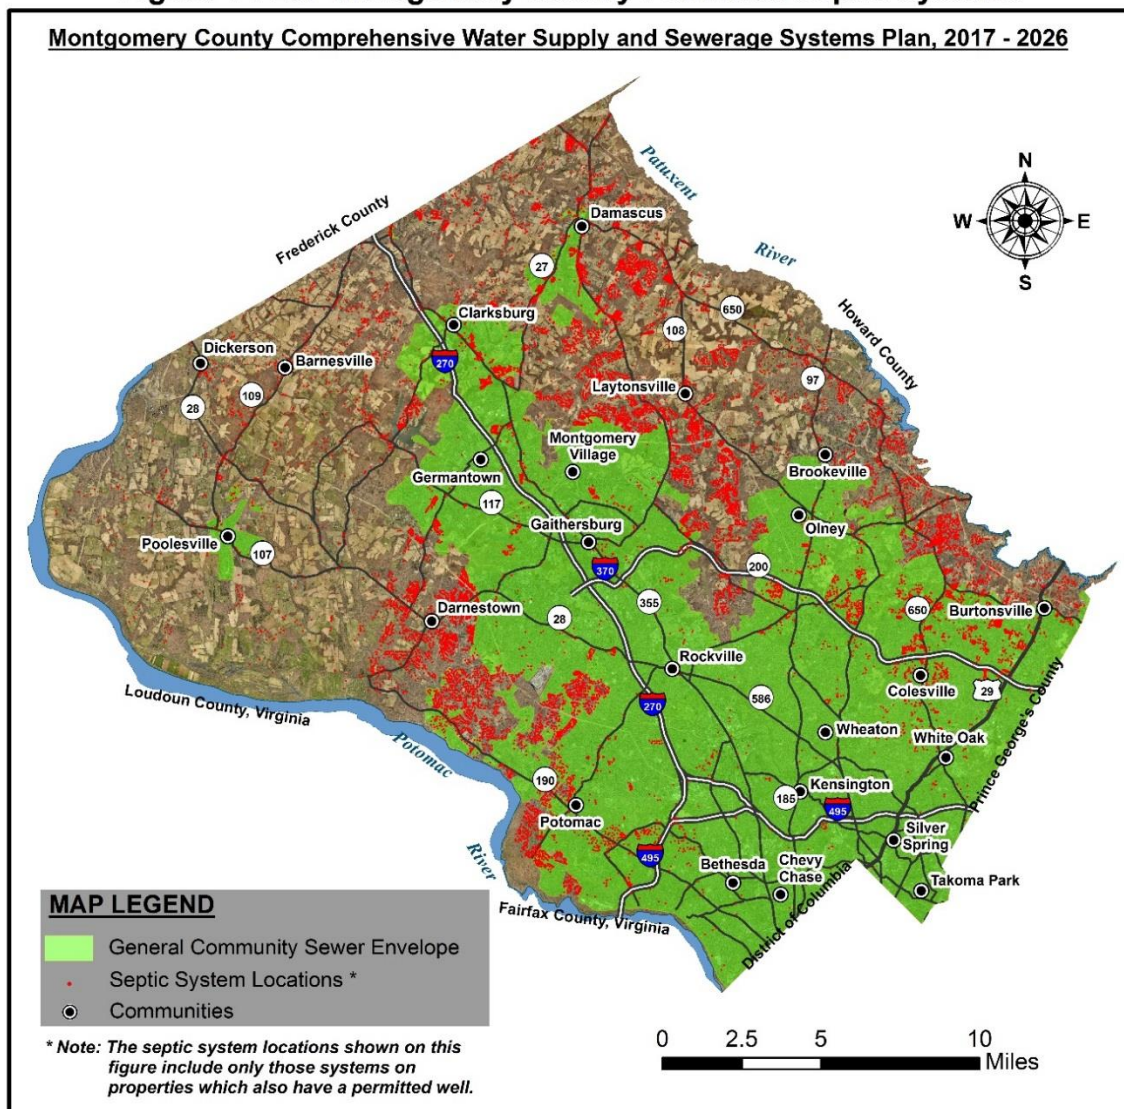 Montgomery County Comprehensive Water Supply and Sewerage Systems Plan, 2017 - 2026
N
W
E
S
Patuxent
River
Damascus
Frederick County
27
Clarksburg
650
108
Howard County
Dickerson
Barnesville
270
97
Laytonsville
28
109
Montgomery
Village
Germantown
Brookeville
117
Olney
Gaithersburg
Poolesville
107
370
200
355
650
Burtonsville
Darnestown
28
Rockville
Colesville
29
586
270
Loudoun County, Virginia
Wheaton
White Oak
Prince George's County
Potomac
190
Kensington
185
495
Potomac
Silver
Spring
River
495
Bethesda
Chevy
Chase
Takoma Park
District of Columbia
Fairfax County, Virginia
MAP LEGEND
General Community Sewer Envelope
Septic System Locations *
Communities
* Note: The septic system locations shown on this
figure include only those systems on
properties which also have a permitted well.
0 2.5 5 10
Miles